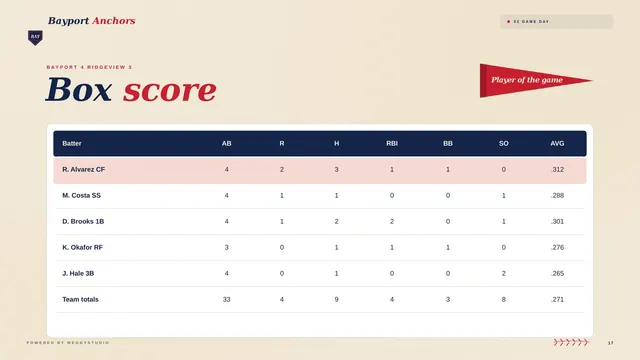 Bayport Anchors
02 GAME DAY
BAY
BAYPORT 4 RIDGEVIEW 3
Box score
Player of the game
Batter AB R H RBI BB SO AVG
R. Alvarez CF 4 2 3 1 1 0 .312
M. Costa SS 4 1 1 0 0 1 .288
D. Brooks 1B 4 1 2 2 0 1 .301
K. Okafor RF 3 0 1 1 1 0 .276
J. Hale 3B 4 0 1 0 0 2 .265
Team totals 33 4 9 4 3 8 .271
POWERED BY MEGGYSTUDIO
17